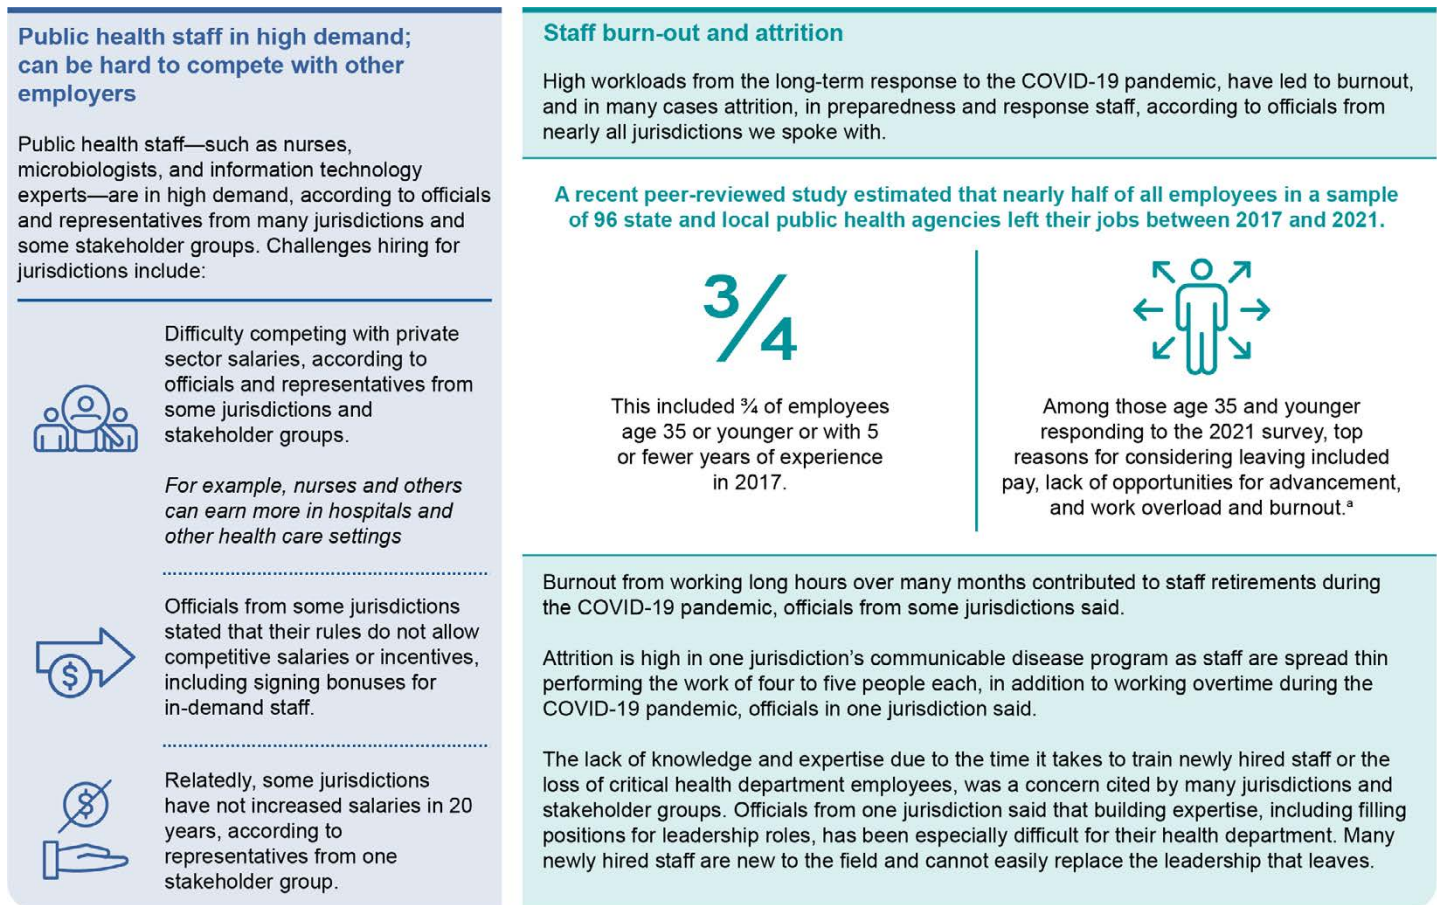 Public health staff in high demand;
can be hard to compete with other
employers
Public health staff—such as nurses,
microbiologists, and information technology
experts—are in high demand, according to officials
and representatives from many jurisdictions and
some stakeholder groups. Challenges hiring for
jurisdictions include:
Difficulty competing with private
sector salaries, according to
officials and representatives from
some jurisdictions and
stakeholder groups.
For example, nurses and others
can earn more in hospitals and
other health care settings
$
Officials from some jurisdictions
stated that their rules do not allow
competitive salaries or incentives,
including signing bonuses for
in-demand staff.
$
Relatedly, some jurisdictions
have not increased salaries in 20
years, according to
representatives from one
stakeholder group.
Staff burn-out and attrition
High workloads from the long-term response to the COVID-19 pandemic, have led to burnout,
and in many cases attrition, in preparedness and response staff, according to officials from
nearly all jurisdictions we spoke with.
A recent peer-reviewed study estimated that nearly half of all employees in a sample
of 96 state and local public health agencies left their jobs between 2017 and 2021.
¾
This included ¾ of employees
age 35 or younger or with 5
or fewer years of experience
in 2017.
Among those age 35 and younger
responding to the 2021 survey, top
reasons for considering leaving included
pay, lack of opportunities for advancement,
and work overload and burnout.ª
Burnout from working long hours over many months contributed to staff retirements during
the COVID-19 pandemic, officials from some jurisdictions said.
Attrition is high in one jurisdiction’s communicable disease program as staff are spread thin
performing the work of four to five people each, in addition to working overtime during the
COVID-19 pandemic, officials in one jurisdiction said.
The lack of knowledge and expertise due to the time it takes to train newly hired staff or the
loss of critical health department employees, was a concern cited by many jurisdictions and
stakeholder groups. Officials from one jurisdiction said that building expertise, including filling
positions for leadership roles, has been especially difficult for their health department. Many
newly hired staff are new to the field and cannot easily replace the leadership that leaves.